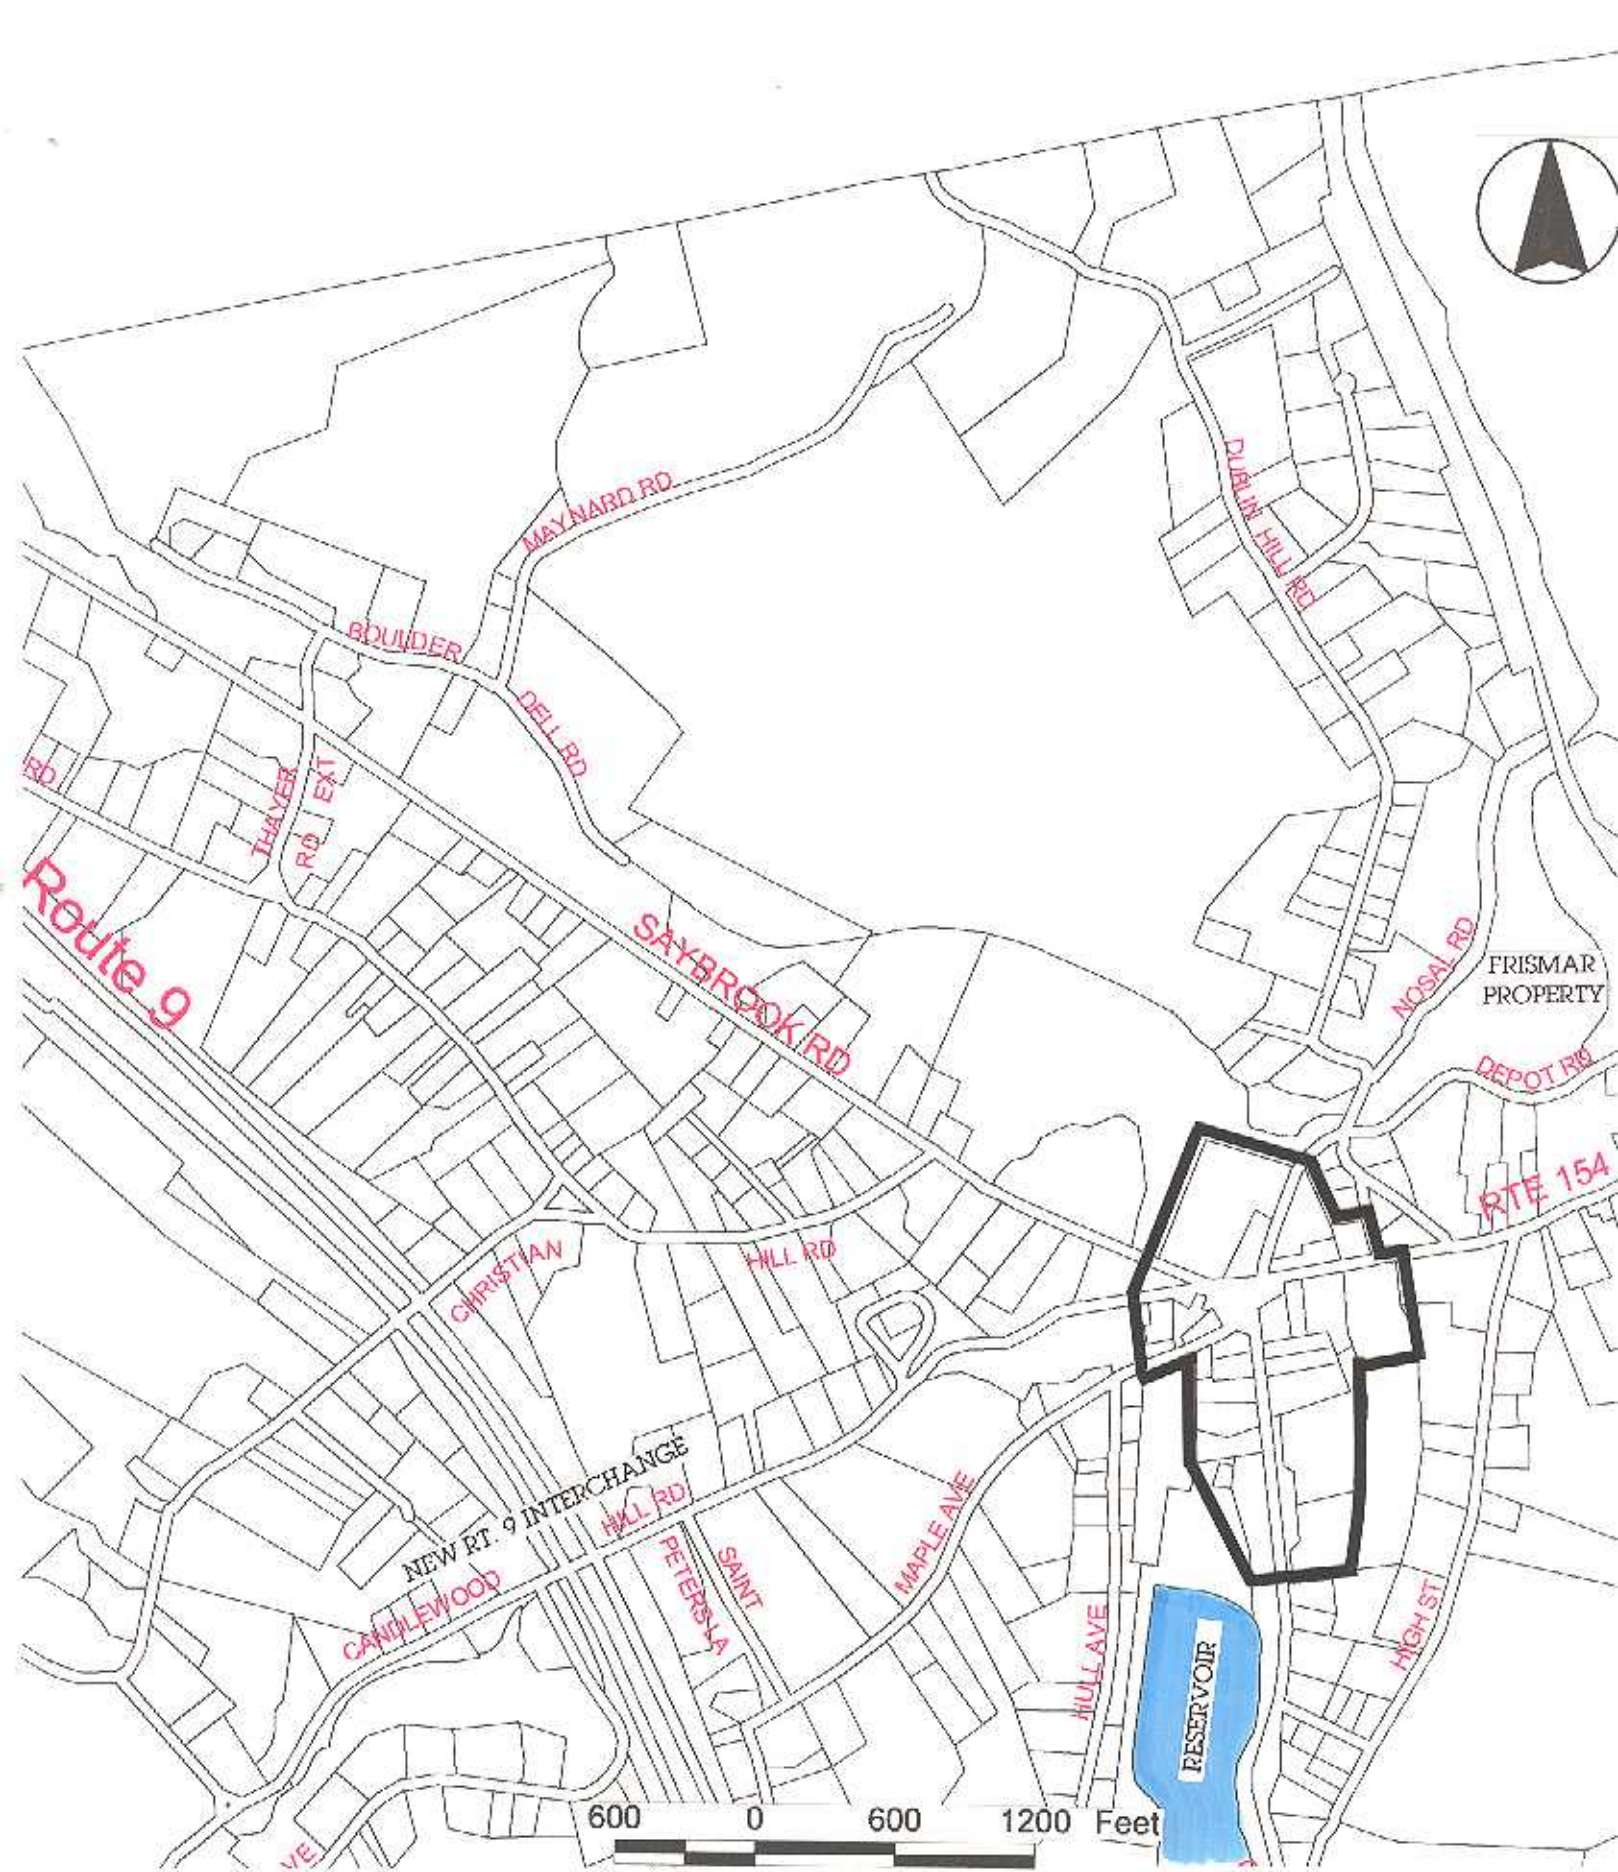 DUBLIN HILL RD
MAYNARD RD
BOULDER
DELL RD
RD
THAYER
EXT
RD
Route 9
SAYBROOK RD
NOSAL RD
FRISMAR
PROPERTY
DEPOT RD
RTE 154
CHRISTIAN
HILL RD
NEW RT. 9 INTERCHANGE
HILL RD
CANDLEWOOD
SAINT
PETERS LA
MAPLE AVE
HULL AVE
HIGH ST
RESERVOIR
VE
600 0 600 1200 Feet